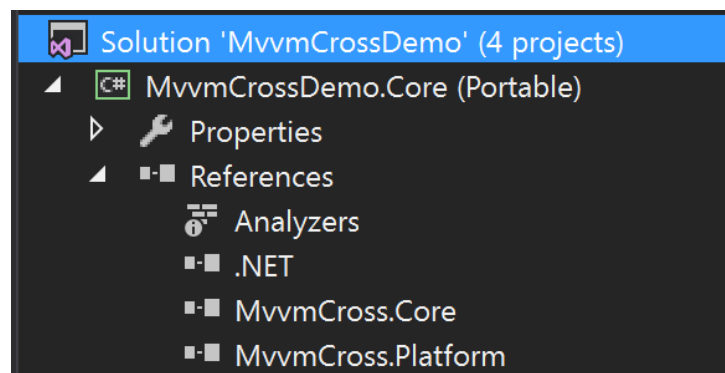 Solution 'MvvmCrossDemo' (4 projects)
C# MvvmCrossDemo.Core (Portable)
Properties
References
Analyzers
.NET
MvvmCross.Core
MvvmCross.Platform